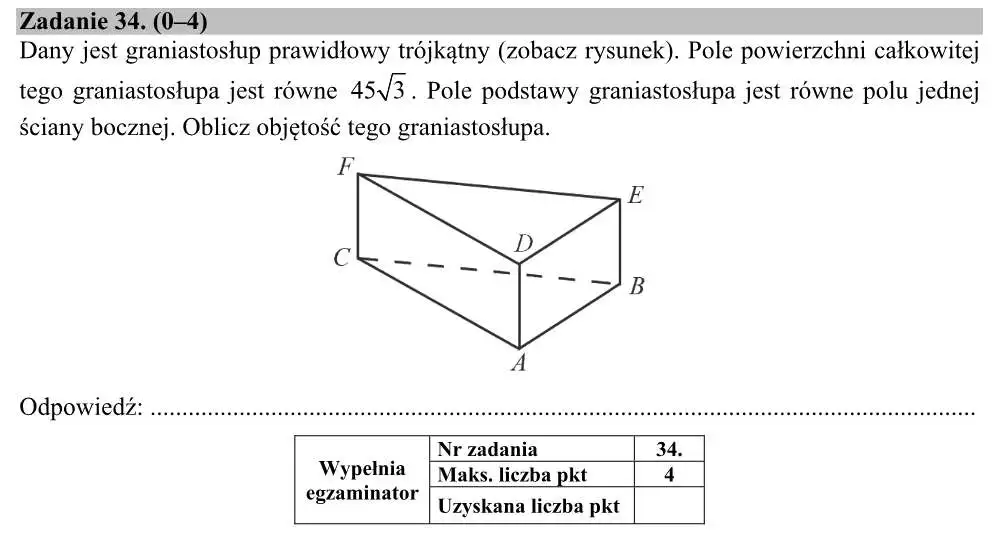 Zadanie 34. (0–4)
Dany jest graniastosłup prawidłowy trójkątny (zobacz rysunek). Pole powierzchni całkowitej
tego graniastosłupa jest równe 45√3 . Pole podstawy graniastosłupa jest równe polu jednej
ściany bocznej. Oblicz objętość tego graniastosłupa.
F
E
D
C
B
A
Odpowiedź: ................................................................................................................................
Wypełnia
egzaminator
Nr zadania 34.
Maks. liczba pkt 4
Uzyskana liczba pkt